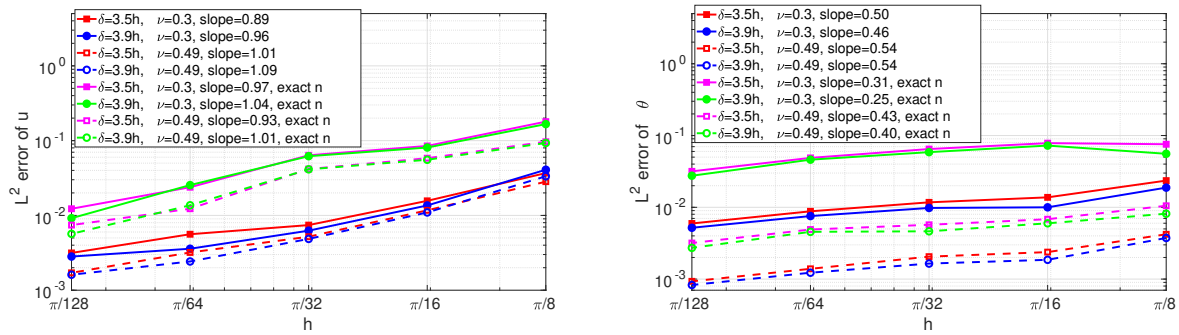 δ=3.5h, ν=0.3, slope=0.89
δ=3.9h, ν=0.3, slope=0.96
δ=3.5h, ν=0.49, slope=1.01
δ=3.9h, ν=0.49, slope=1.09
δ=3.5h, ν=0.3, slope=0.97, exact n
δ=3.9h, ν=0.3, slope=1.04, exact n
δ=3.5h, ν=0.49, slope=0.93, exact n
δ=3.9h, ν=0.49, slope=1.01, exact n
L² error of u
10⁰
10⁻¹
10⁻²
10⁻³
π/128 π/64 π/32 π/16 π/8
h
δ=3.5h, ν=0.3, slope=0.50
δ=3.9h, ν=0.3, slope=0.46
δ=3.5h, ν=0.49, slope=0.54
δ=3.9h, ν=0.49, slope=0.54
δ=3.5h, ν=0.3, slope=0.31, exact n
δ=3.9h, ν=0.3, slope=0.25, exact n
δ=3.5h, ν=0.49, slope=0.43, exact n
δ=3.9h, ν=0.49, slope=0.40, exact n
L² error of θ
10⁰
10⁻¹
10⁻²
10⁻³
π/128 π/64 π/32 π/16 π/8
h